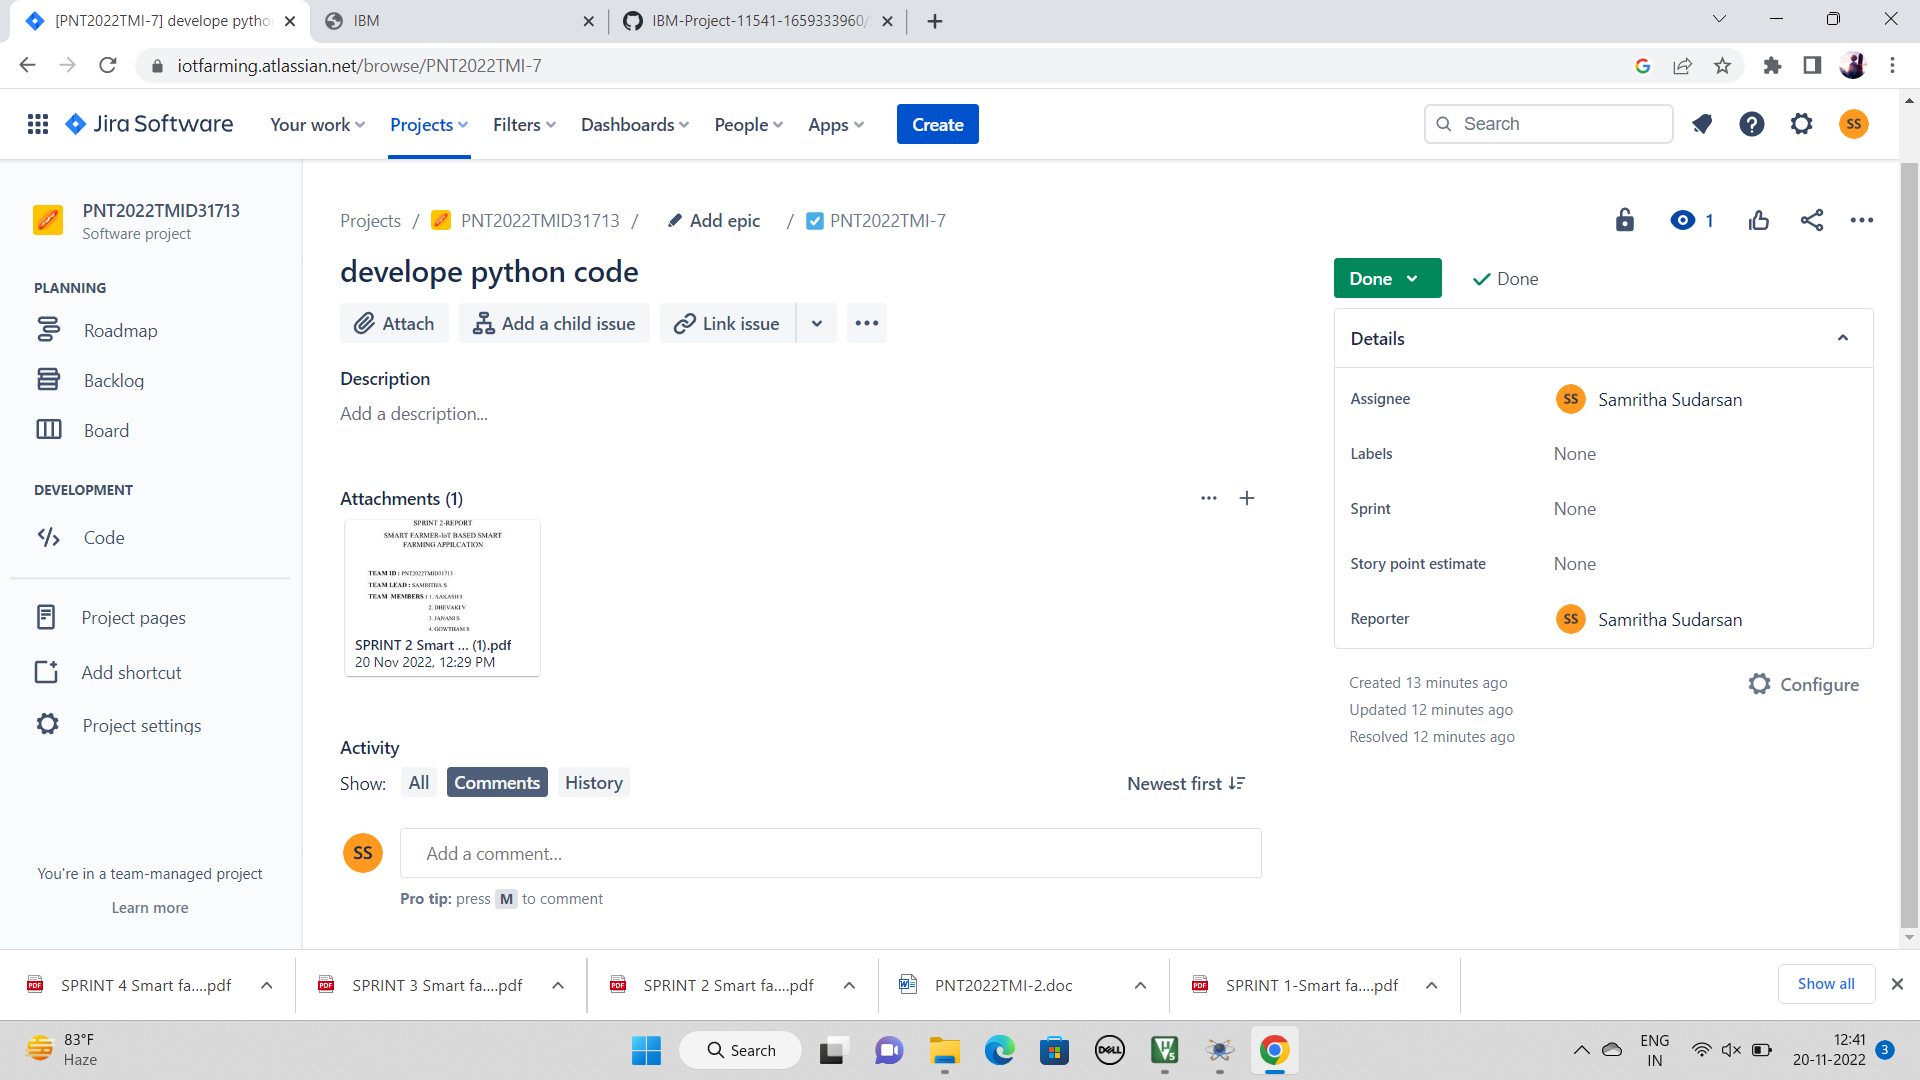 [PNT2022TMI-7] develope pytho
IBM
IBM-Project-11541-1659333960/
iotfarming.atlassian.net/browse/PNT2022TMI-7
Jira Software
Your work
Projects
Filters
Dashboards
People
Apps
Create
Search
SS
PNT2022TMID31713
Software project
PLANNING
Roadmap
Backlog
Board
DEVELOPMENT
Code
Project pages
Add shortcut
Project settings
You're in a team-managed project
Learn more
Projects / PNT2022TMID31713 / Add epic / PNT2022TMI-7
1
develope python code
Attach
Add a child issue
Link issue
Description
Add a description...
Attachments (1)
SPRINT 2-REPORT
SMART FARMER-IoT BASED SMART
FARMING APPILCATION
TEAM ID : PNT2022TMID31713
TEAM LEAD : SAMRITHA S
TEAM MEMBERS : 1. AAKASH J
2. DHEVAKI V
3. JANANI S
4. GOWTHAM S
SPRINT 2 Smart ... (1).pdf
20 Nov 2022, 12:29 PM
Activity
Show: All Comments History
Newest first
SS
Add a comment...
Pro tip: press M to comment
Done
Done
Details
Assignee
SS Samritha Sudarsan
Labels
None
Sprint
None
Story point estimate
None
Reporter
SS Samritha Sudarsan
Created 13 minutes ago
Updated 12 minutes ago
Resolved 12 minutes ago
Configure
PDF SPRINT 4 Smart fa....pdf
PDF SPRINT 3 Smart fa....pdf
PDF SPRINT 2 Smart fa....pdf
W PNT2022TMI-2.doc
PDF SPRINT 1-Smart fa....pdf
Show all
83°F
Haze
Search
DELL
ENG
IN
12:41
20-11-2022
3